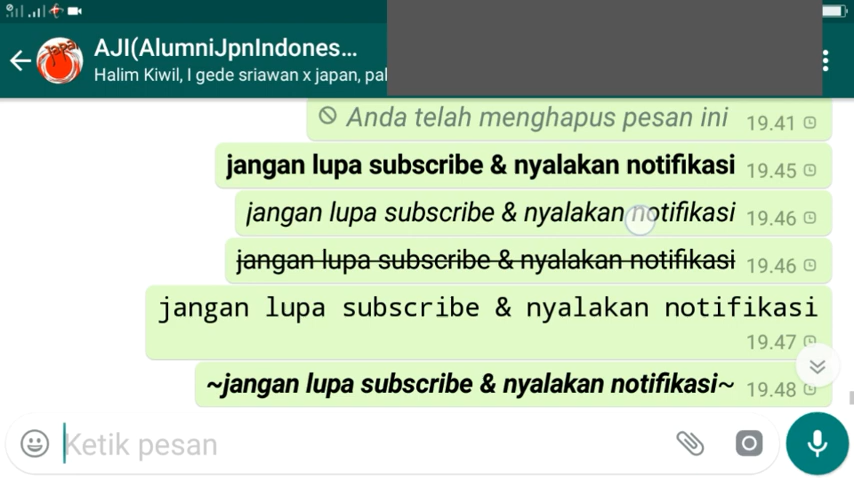 AJI(AlumniJpnIndones...
Halim Kiwil, I gede sriawan x japan, pal
Anda telah menghapus pesan ini 19.41
jangan lupa subscribe & nyalakan notifikasi 19.45
jangan lupa subscribe & nyalakan notifikasi 19.46
jangan lupa subscribe & nyalakan notifikasi 19.46
jangan lupa subscribe & nyalakan notifikasi
19.47
~jangan lupa subscribe & nyalakan notifikasi~ 19.48
Ketik pesan